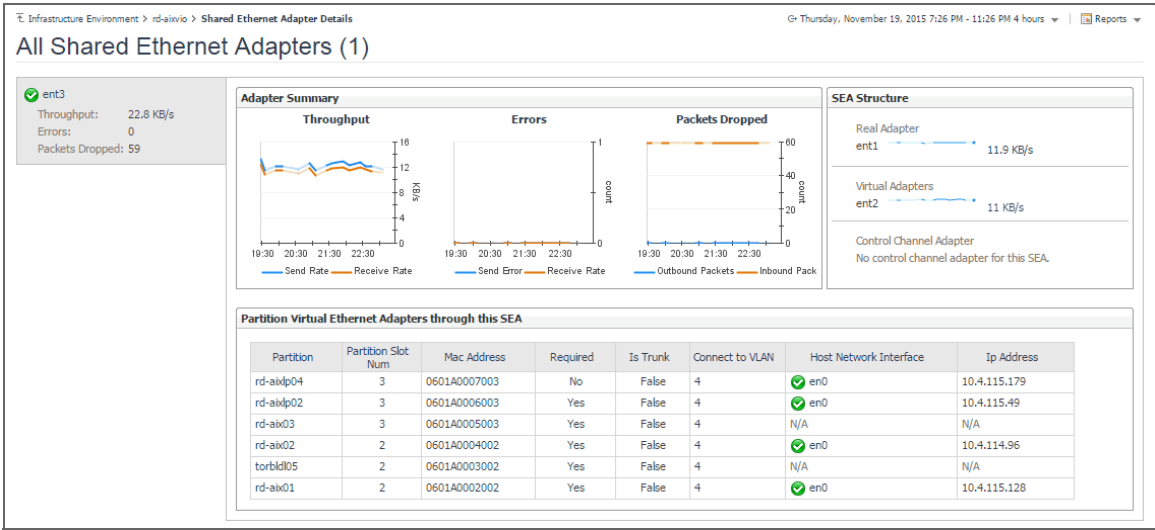 Infrastructure Environment > rd-aixvio > Shared Ethernet Adapter Details
Thursday, November 19, 2015 7:26 PM - 11:26 PM 4 hours
Reports
All Shared Ethernet Adapters (1)
ent3
Throughput: 22.8 KB/s
Errors: 0
Packets Dropped: 59
Adapter Summary
Throughput
16
12
8
4
0
KB/s
19:30 20:30 21:30 22:30
Send Rate Receive Rate
Errors
1
0
count
19:30 20:30 21:30 22:30
Send Error Receive Rate
Packets Dropped
60
40
20
0
count
19:30 20:30 21:30 22:30
Outbound Packets Inbound Pack
SEA Structure
Real Adapter
ent1 11.9 KB/s
Virtual Adapters
ent2 11 KB/s
Control Channel Adapter
No control channel adapter for this SEA.
Partition Virtual Ethernet Adapters through this SEA
Partition Partition Slot Num Mac Address Required Is Trunk Connect to VLAN Host Network Interface Ip Address
rd-aixlp04 3 0601A0007003 No False 4 en0 10.4.115.179
rd-aixlp02 3 0601A0006003 Yes False 4 en0 10.4.115.49
rd-aix03 3 0601A0005003 Yes False 4 N/A N/A
rd-aix02 2 0601A0004002 Yes False 4 en0 10.4.114.96
torbldl05 2 0601A0003002 Yes False 4 N/A N/A
rd-aix01 2 0601A0002002 Yes False 4 en0 10.4.115.128